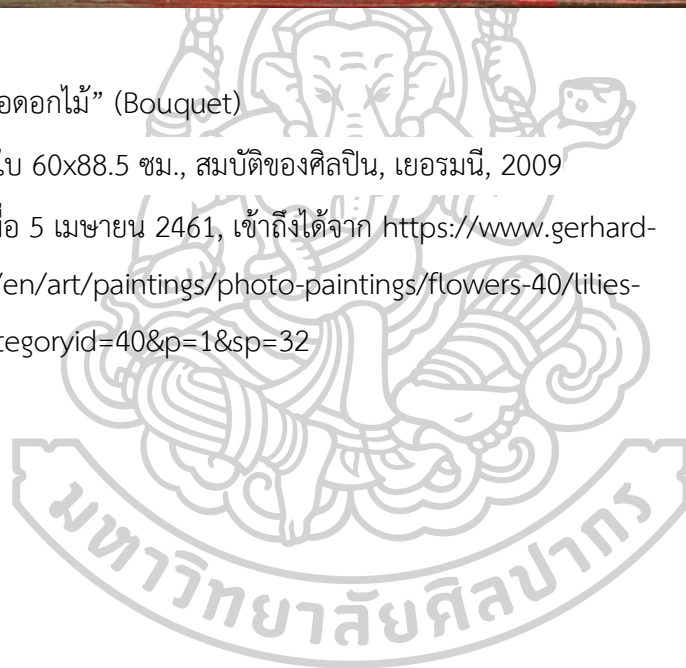 อดอกไม้” (Bouquet)
ใบ 60x88.5 ซม., สมบัติของศิลปิน, เยอรมนี, 2009
ื่อ 5 เมษายน 2461, เข้าถึงได้จาก https://www.gerhard-
/en/art/paintings/photo-paintings/flowers-40/lilies-
tegoryid=40&p=1&sp=32
มหาวิทยาลัยศิลปากร